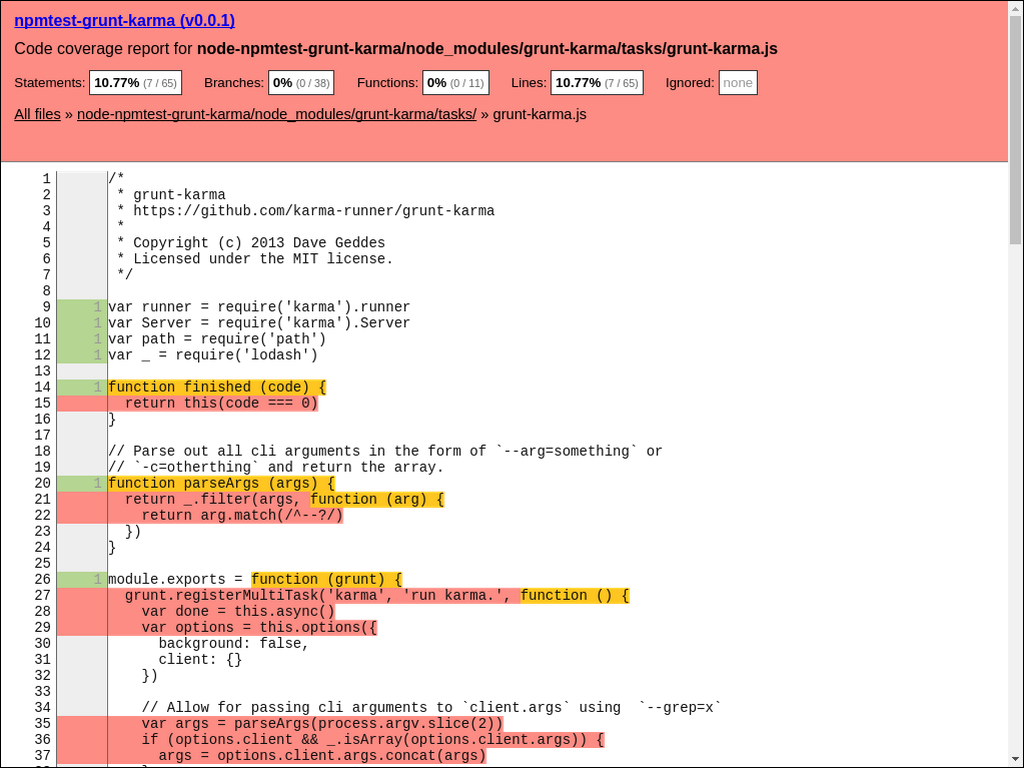 npmtest-grunt-karma (v0.0.1)
Code coverage report for node-npmtest-grunt-karma/node_modules/grunt-karma/tasks/grunt-karma.js
Statements: 10.77% (7 / 65) Branches: 0% (0 / 38) Functions: 0% (0 / 11) Lines: 10.77% (7 / 65) Ignored: none
All files » node-npmtest-grunt-karma/node_modules/grunt-karma/tasks/ » grunt-karma.js
1 /*
2  * grunt-karma
3  * https://github.com/karma-runner/grunt-karma
4  *
5  * Copyright (c) 2013 Dave Geddes
6  * Licensed under the MIT license.
7  */
8
9 1 var runner = require('karma').runner
10 1 var Server = require('karma').Server
11 1 var path = require('path')
12 1 var _ = require('lodash')
13
14 1 function finished (code) {
15   return this(code === 0)
16 }
17
18 // Parse out all cli arguments in the form of `--arg=something` or
19 // `-c=otherthing` and return the array.
20 1 function parseArgs (args) {
21   return _.filter(args, function (arg) {
22     return arg.match(/^--?/)
23   })
24 }
25
26 1 module.exports = function (grunt) {
27   grunt.registerMultiTask('karma', 'run karma.', function () {
28     var done = this.async()
29     var options = this.options({
30       background: false,
31       client: {}
32     })
33
34     // Allow for passing cli arguments to `client.args` using  `--grep=x`
35     var args = parseArgs(process.argv.slice(2))
36     if (options.client && _.isArray(options.client.args)) {
37       args = options.client.args.concat(args)